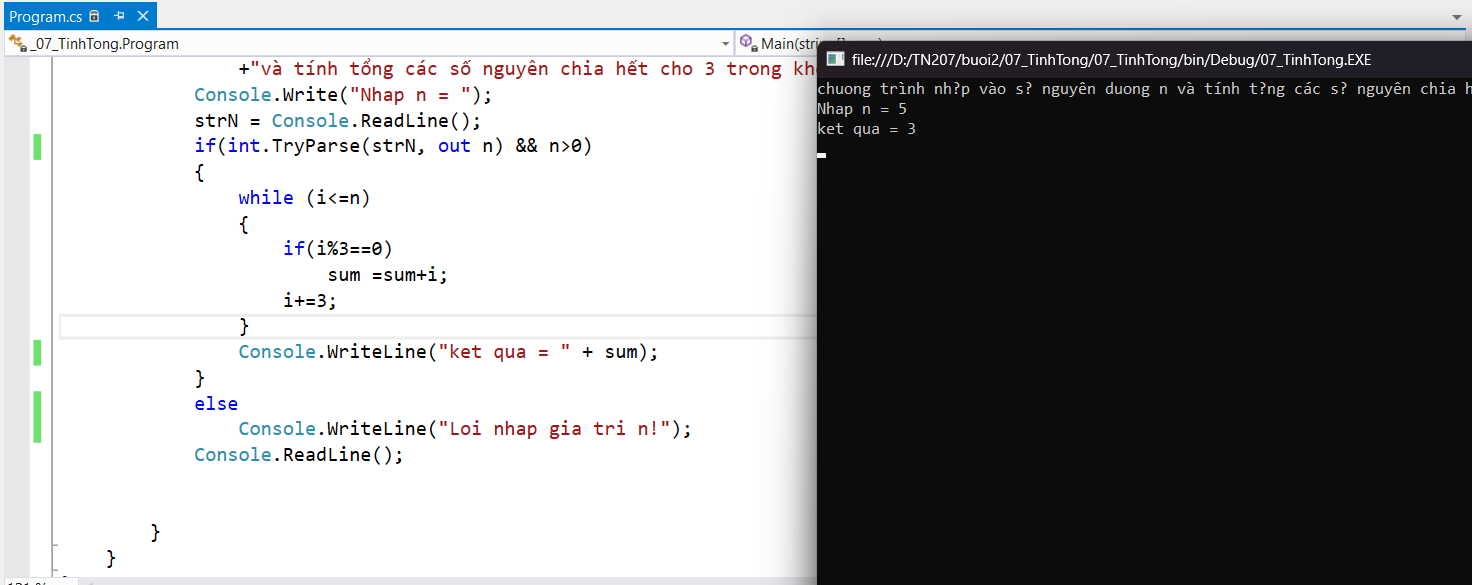 Program.cs
_07_TinhTong.Program
Main(stri
+"và tính tổng các số nguyên chia hết cho 3 trong kh
Console.Write("Nhap n = ");
strN = Console.ReadLine();
if(int.TryParse(strN, out n) && n>0)
{
while (i<=n)
{
if(i%3==0)
sum =sum+i;
i+=3;
}
Console.WriteLine("ket qua = " + sum);
}
else
Console.WriteLine("Loi nhap gia tri n!");
Console.ReadLine();
}
}
file:///D:/TN207/buoi2/07_TinhTong/07_TinhTong/bin/Debug/07_TinhTong.EXE
chuong trình nh?p vào s? nguyên duong n và tính t?ng các s? nguyên chia h
Nhap n = 5
ket qua = 3